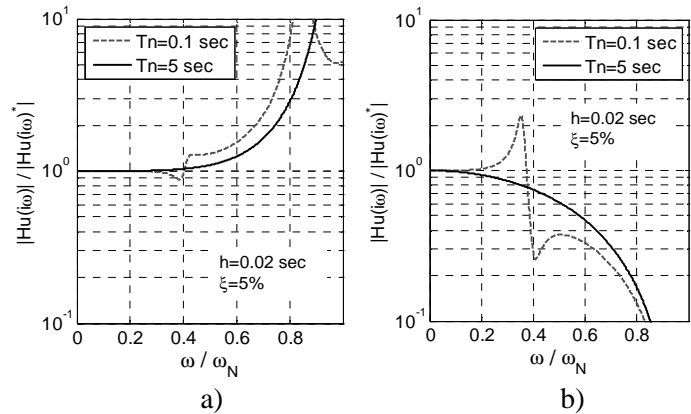 10^1
Tn=0.1 sec
Tn=5 sec
|Hu(iω)| / |Hu(iω)^*|
10^0
h=0.02 sec
ξ=5%
10^-1
0 0.2 0.4 0.6 0.8
ω / ω_N
a)
10^1
Tn=0.1 sec
Tn=5 sec
h=0.02 sec
ξ=5%
|Hu(iω)| / |Hu(iω)^*|
10^0
10^-1
0 0.2 0.4 0.6 0.8
ω / ω_N
b)